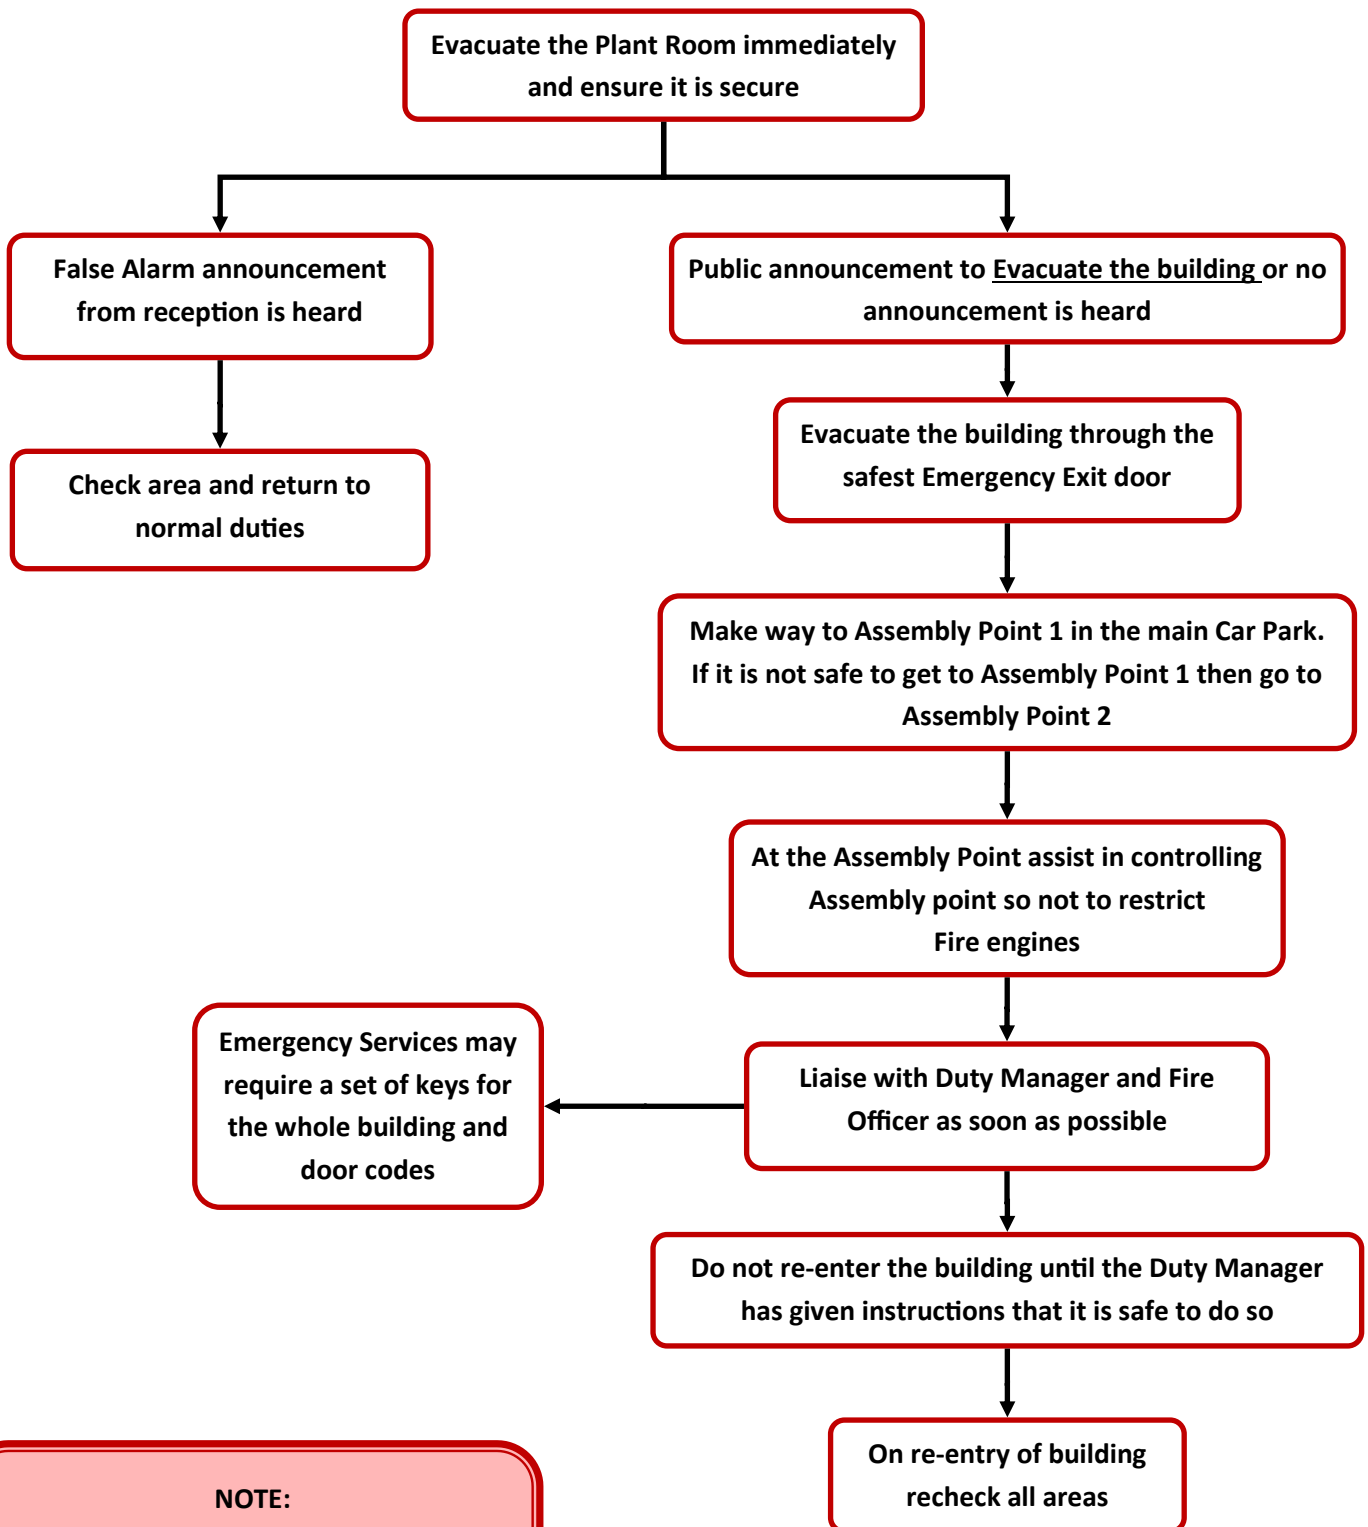 Evacuate the Plant Room immediately
and ensure it is secure
False Alarm announcement
from reception is heard
Check area and return to
normal duties
Public announcement to Evacuate the building or no
announcement is heard
Evacuate the building through the
safest Emergency Exit door
Make way to Assembly Point 1 in the main Car Park.
If it is not safe to get to Assembly Point 1 then go to
Assembly Point 2
At the Assembly Point assist in controlling
Assembly point so not to restrict
Fire engines
Liaise with Duty Manager and Fire
Officer as soon as possible
Emergency Services may
require a set of keys for
the whole building and
door codes
Do not re-enter the building until the Duty Manager
has given instructions that it is safe to do so
On re-entry of building
recheck all areas
NOTE: